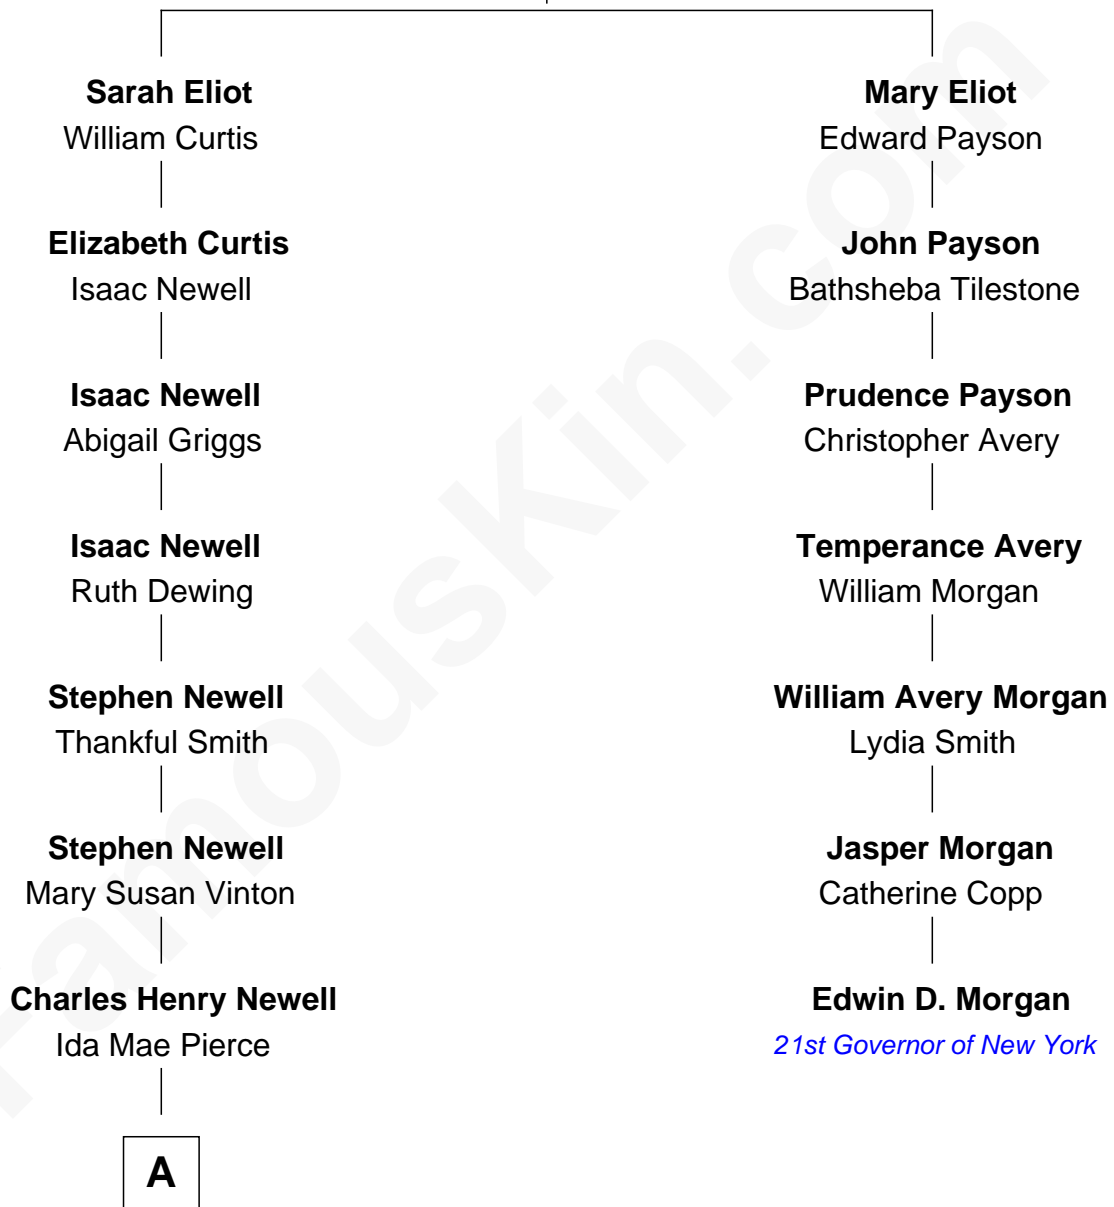 Sarah Eliot
William Curtis
Mary Eliot
Edward Payson
Elizabeth Curtis
Isaac Newell
John Payson
Bathsheba Tilestone
Isaac Newell
Abigail Griggs
Prudence Payson
Christopher Avery
Isaac Newell
Ruth Dewing
Temperance Avery
William Morgan
Stephen Newell
Thankful Smith
William Avery Morgan
Lydia Smith
Stephen Newell
Mary Susan Vinton
Jasper Morgan
Catherine Copp
Charles Henry Newell
Ida Mae Pierce
Edwin D. Morgan
21st Governor of New York
A
FamousKin.com